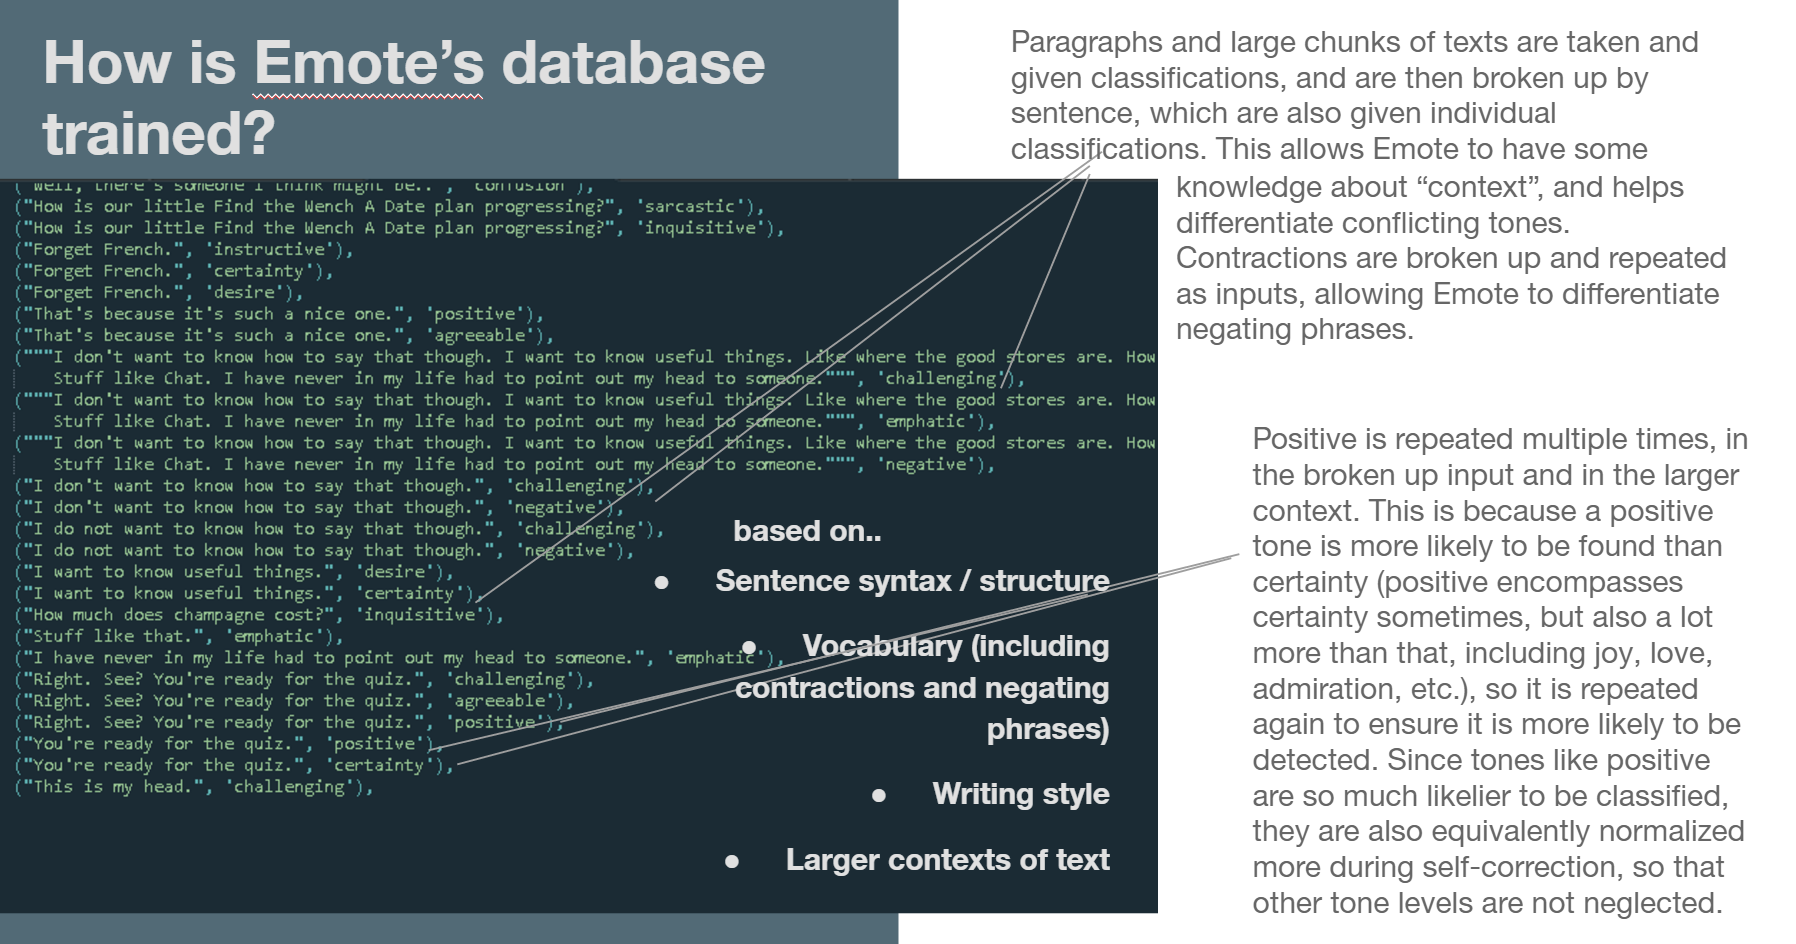 How is Emote's database
trained?
Paragraphs and large chunks of texts are taken and
given classifications, and are then broken up by
sentence, which are also given individual
classifications. This allows Emote to have some
knowledge about “context”, and helps
differentiate conflicting tones.
Contractions are broken up and repeated
as inputs, allowing Emote to differentiate
negating phrases.
("Well, there's someone I think might be..", 'confusion'),
("How is our little Find the Wench A Date plan progressing?", 'sarcastic'),
("How is our little Find the Wench A Date plan progressing?", 'inquisitive'),
("Forget French.", 'instructive'),
("Forget French.", 'certainty'),
("Forget French.", 'desire'),
("That's because it's such a nice one.", 'positive'),
("That's because it's such a nice one.", 'agreeable'),
("""I don't want to know how to say that though. I want to know useful things. Like where the good stores are. How
Stuff like Chat. I have never in my life had to point out my head to someone.""", 'challenging'),
("""I don't want to know how to say that though. I want to know useful things. Like where the good stores are. How
Stuff like Chat. I have never in my life had to point out my head to someone.""", 'emphatic'),
("""I don't want to know how to say that though. I want to know useful things. Like where the good stores are. How
Stuff like Chat. I have never in my life had to point out my head to someone.""", 'negative'),
("I don't want to know how to say that though.", 'challenging'),
("I don't want to know how to say that though.", 'negative'),
("I do not want to know how to say that though.", 'challenging'),
("I do not want to know how to say that though.", 'negative'),
("I want to know useful things.", 'desire'),
("I want to know useful things.", 'certainty'),
("How much does champagne cost?", 'inquisitive'),
("Stuff like that.", 'emphatic'),
("I have never in my life had to point out my head to someone.", 'emphatic'),
("Right. See? You're ready for the quiz.", 'challenging'),
("Right. See? You're ready for the quiz.", 'agreeable'),
("Right. See? You're ready for the quiz.", 'positive'),
("You're ready for the quiz.", 'positive'),
("You're ready for the quiz.", 'certainty'),
("This is my head.", 'challenging'),
based on..
● Sentence syntax / structure
● Vocabulary (including
contractions and negating
phrases)
● Writing style
● Larger contexts of text
Positive is repeated multiple times, in
the broken up input and in the larger
context. This is because a positive
tone is more likely to be found than
certainty (positive encompasses
certainty sometimes, but also a lot
more than that, including joy, love,
admiration, etc.), so it is repeated
again to ensure it is more likely to be
detected. Since tones like positive
are so much likelier to be classified,
they are also equivalently normalized
more during self-correction, so that
other tone levels are not neglected.